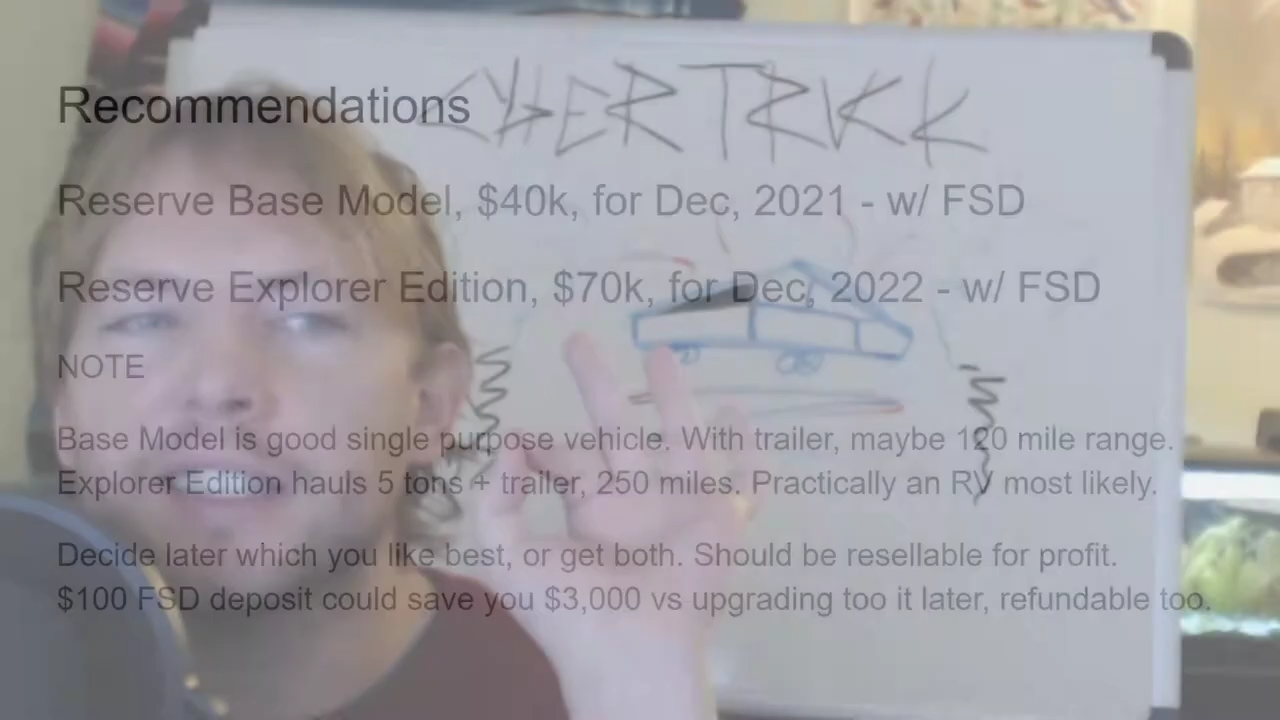 CYBERTRUCK
Recommendations
Reserve Base Model, $40k, for Dec, 2021 - w/ FSD
Reserve Explorer Edition, $70k, for Dec, 2022 - w/ FSD
NOTE
Base Model is good single purpose vehicle. With trailer, maybe 120 mile range.
Explorer Edition hauls 5 tons + trailer, 250 miles. Practically an RV most likely.
Decide later which you like best, or get both. Should be resellable for profit.
$100 FSD deposit could save you $3,000 vs upgrading too it later, refundable too.